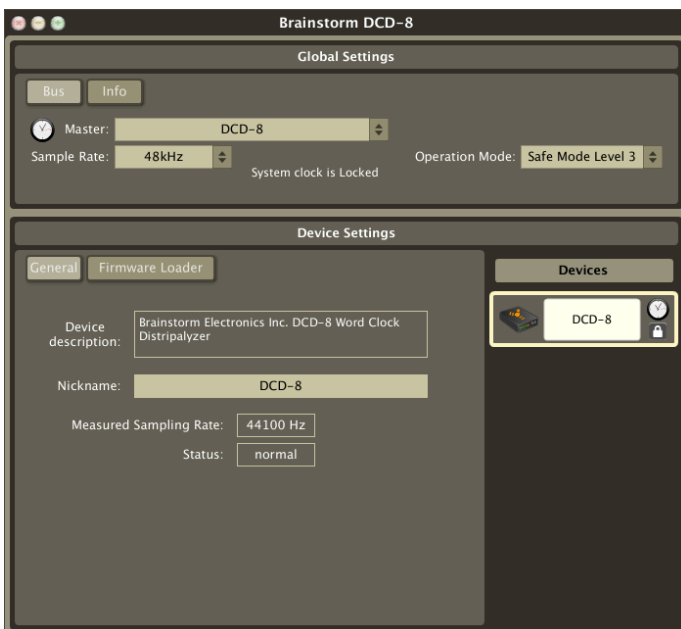 Brainstorm DCD-8
Global Settings
Bus Info
Master: DCD-8
Sample Rate: 48kHz
System clock is Locked
Operation Mode: Safe Mode Level 3
Device Settings
General Firmware Loader
Device
description:
Brainstorm Electronics Inc. DCD-8 Word Clock
Distripalyzer
Nickname: DCD-8
Measured Sampling Rate: 44100 Hz
Status: normal
Devices
DCD-8